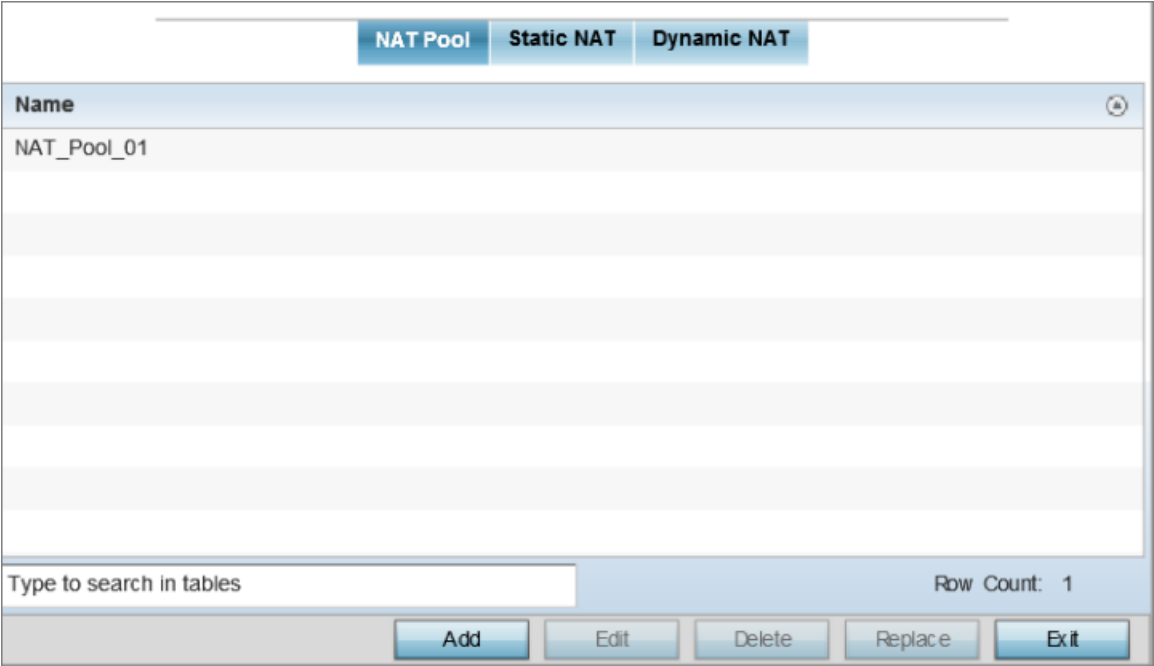 NAT Pool Static NAT Dynamic NAT
Name
NAT_Pool_01
Type to search in tables Row Count: 1
Add Edit Delete Replace Exit